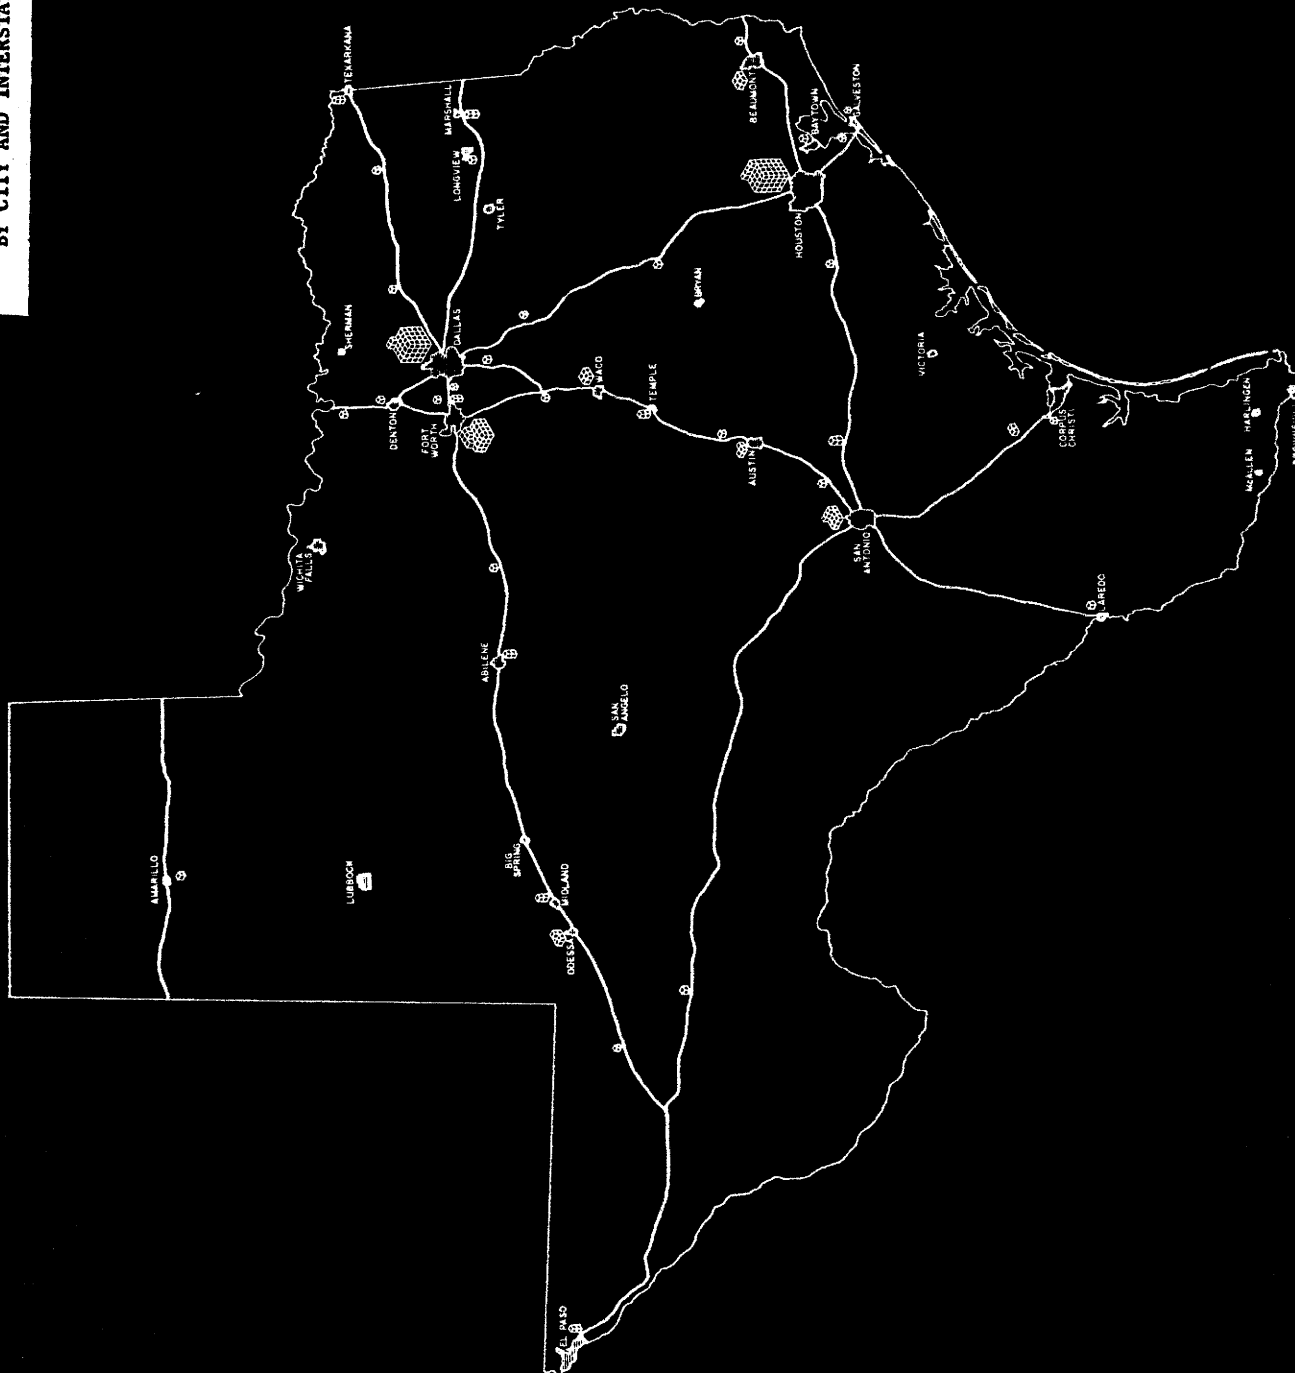 BY CITY AND INTERSTA
TEXARKANA
MARSHALL
LONGVIEW
TYLER
SHERMAN
DALLAS
DENTON
FORT
WORTH
WICHITA
FALLS
ABILENE
AMARILLO
LUBBOCK
BIG
SPRING
MIDLAND
ODESSA
SAN
ANGELO
EL PASO
WACO
TEMPLE
AUSTIN
BRYAN
BEAUMONT
BAYTOWN
GALVESTON
HOUSTON
VICTORIA
SAN
ANTONIO
CORPUS
CHRISTI
LAREDO
McALLEN
HARLINGEN